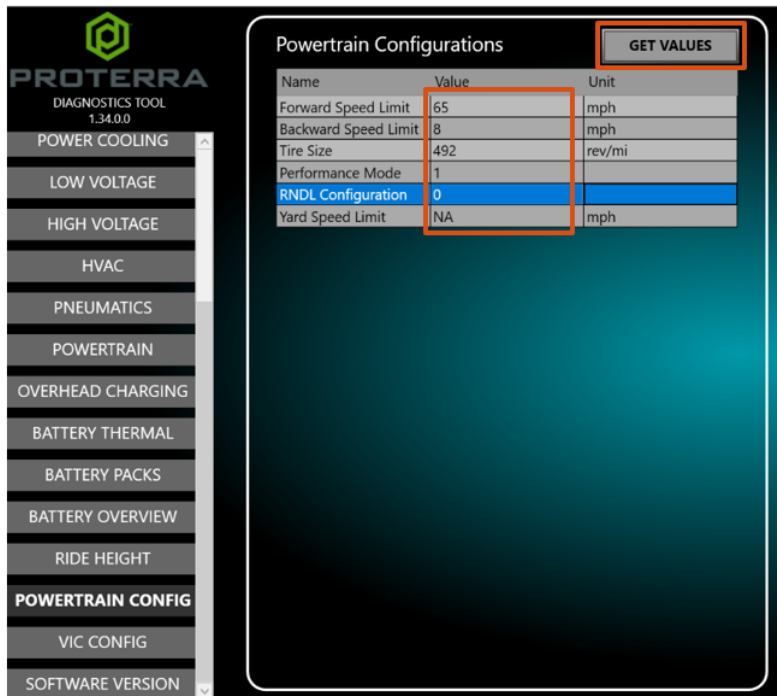 PROTERRA
DIAGNOSTICS TOOL
1.34.0.0
POWER COOLING
LOW VOLTAGE
HIGH VOLTAGE
HVAC
PNEUMATICS
POWERTRAIN
OVERHEAD CHARGING
BATTERY THERMAL
BATTERY PACKS
BATTERY OVERVIEW
RIDE HEIGHT
POWERTRAIN CONFIG
VIC CONFIG
SOFTWARE VERSION
Powertrain Configurations GET VALUES
Name Value Unit
Forward Speed Limit 65 mph
Backward Speed Limit 8 mph
Tire Size 492 rev/mi
Performance Mode 1
RNDL Configuration 0
Yard Speed Limit NA mph